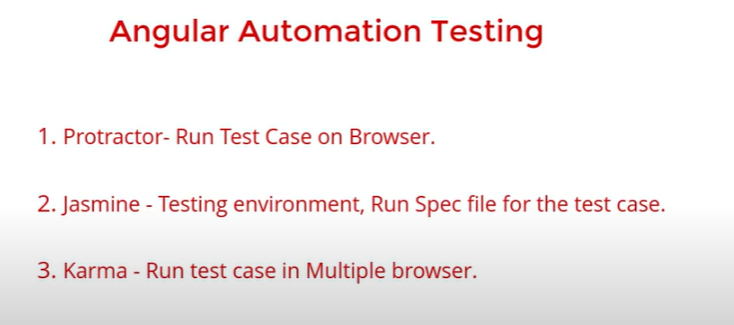 Angular Automation Testing
1. Protractor- Run Test Case on Browser.
2. Jasmine - Testing environment, Run Spec file for the test case.
3. Karma - Run test case in Multiple browser.